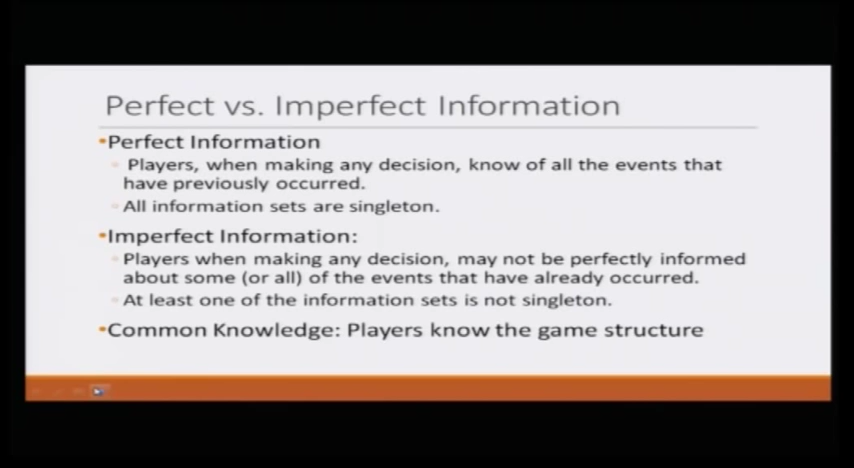 Perfect vs. Imperfect Information
•Perfect Information
Players, when making any decision, know of all the events that
have previously occurred.
All information sets are singleton.
•Imperfect Information:
Players when making any decision, may not be perfectly informed
about some (or all) of the events that have already occurred.
At least one of the information sets is not singleton.
•Common Knowledge: Players know the game structure